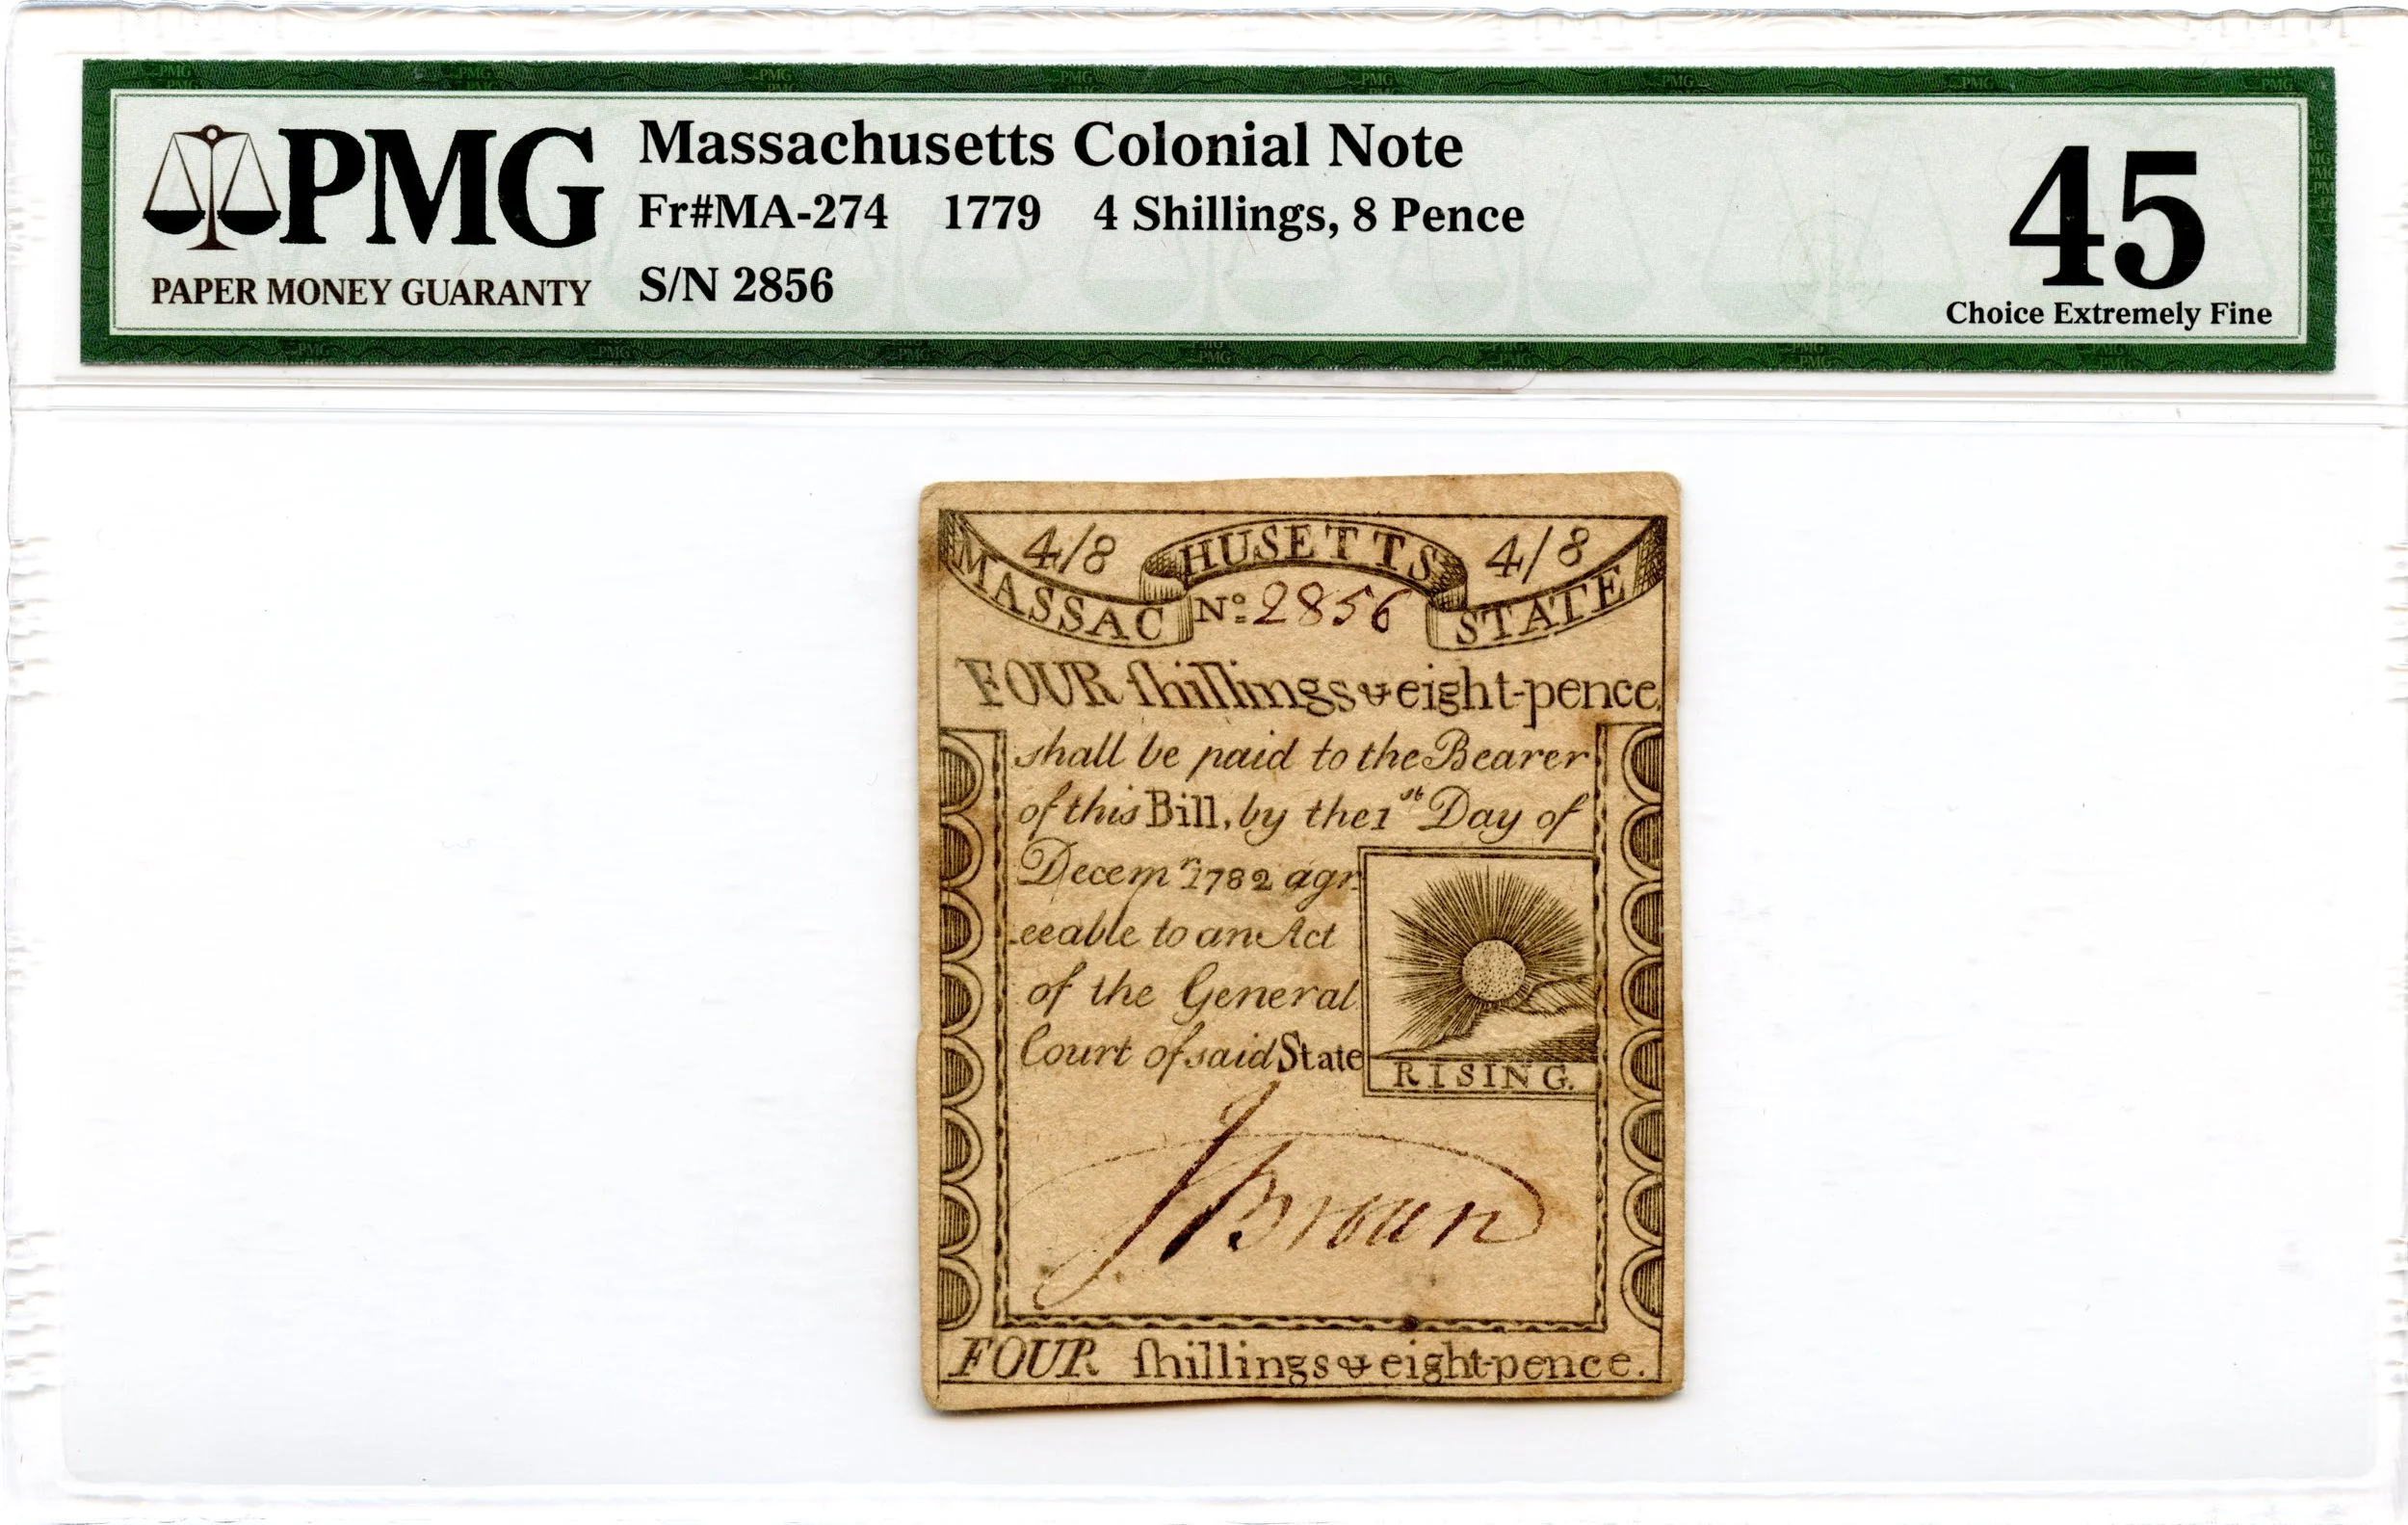 PMG
PAPER MONEY GUARANTY
Massachusetts Colonial Note
Fr#MA-274 1779 4 Shillings, 8 Pence
S/N 2856
45
Choice Extremely Fine
4/8 HUSETTS 4/8
MASSAC Nº: 2856 STATE
FOUR ſhillings & eight-pence,
shall be paid to the Bearer
of this Bill, by the 1st Day of
Decemr 1782 agr
eeable to an Act
of the General
Court of said State
RISING.
J Brown
FOUR ſhillings & eight-pence.